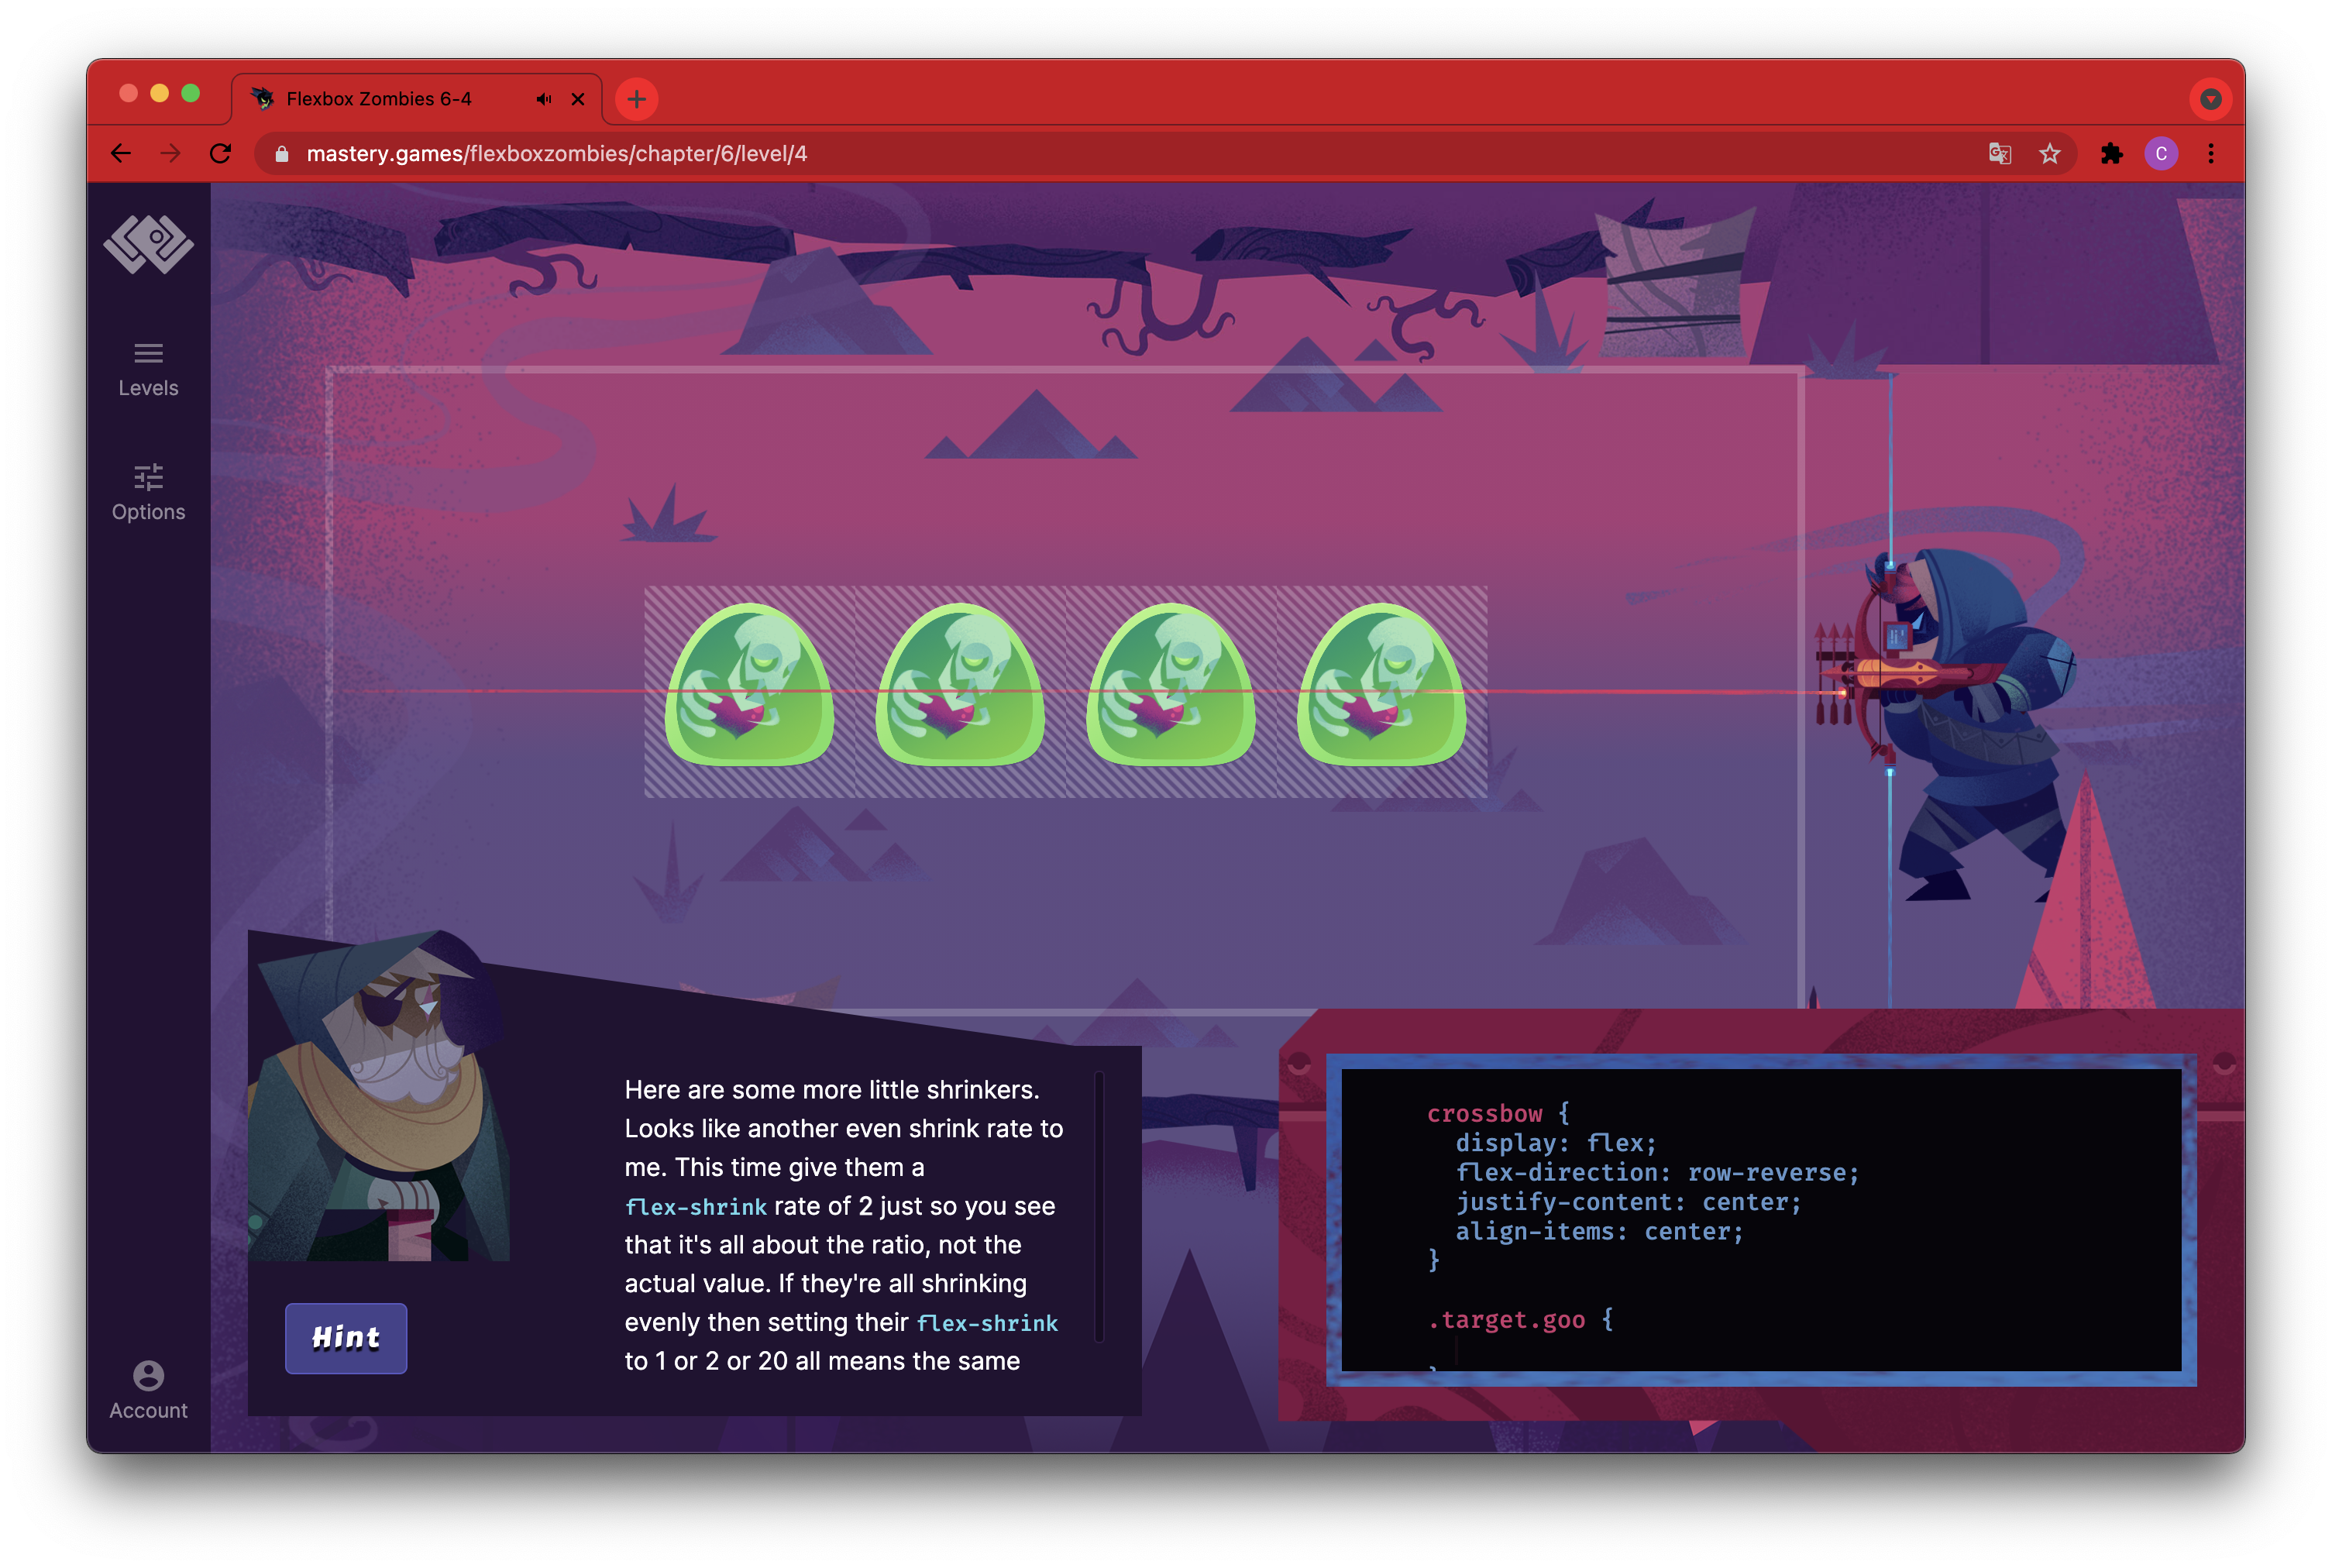 Flexbox Zombies 6-4
mastery.games/flexboxzombies/chapter/6/level/4
C
Levels
Options
Here are some more little shrinkers.
Looks like another even shrink rate to
me. This time give them a
flex-shrink rate of 2 just so you see
that it's all about the ratio, not the
actual value. If they're all shrinking
evenly then setting their flex-shrink
to 1 or 2 or 20 all means the same
Hint
Account
crossbow {
display: flex;
flex-direction: row-reverse;
justify-content: center;
align-items: center;
}
.target.goo {